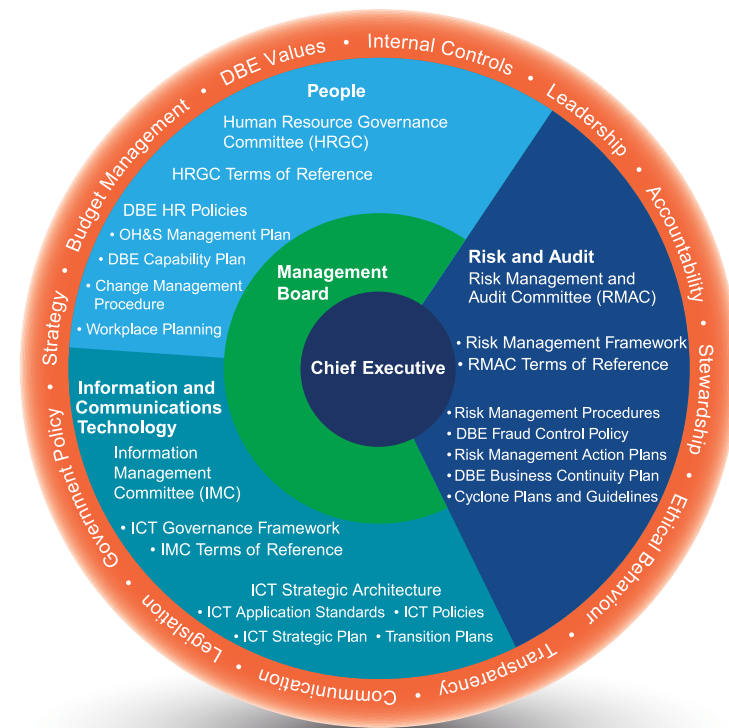 DBE Values • Internal Controls • Leadership • Accountability • Stewardship • Ethical Behaviour • Transparency • Communication • Legislation • Government Policy • Strategy • Budget Management •
People
Human Resource Governance
Committee (HRGC)
HRGC Terms of Reference
DBE HR Policies
• OH&S Management Plan
• DBE Capability Plan
• Change Management
Procedure
• Workplace Planning
Management
Board
Chief Executive
Risk and Audit
Risk Management and
Audit Committee (RMAC)
• Risk Management Framework
• RMAC Terms of Reference
• Risk Management Procedures
• DBE Fraud Control Policy
• Risk Management Action Plans
• DBE Business Continuity Plan
• Cyclone Plans and Guidelines
Information and
Communications
Technology
Information
Management
Committee (IMC)
• ICT Governance Framework
• IMC Terms of Reference
ICT Strategic Architecture
• ICT Application Standards • ICT Policies
• ICT Strategic Plan • Transition Plans